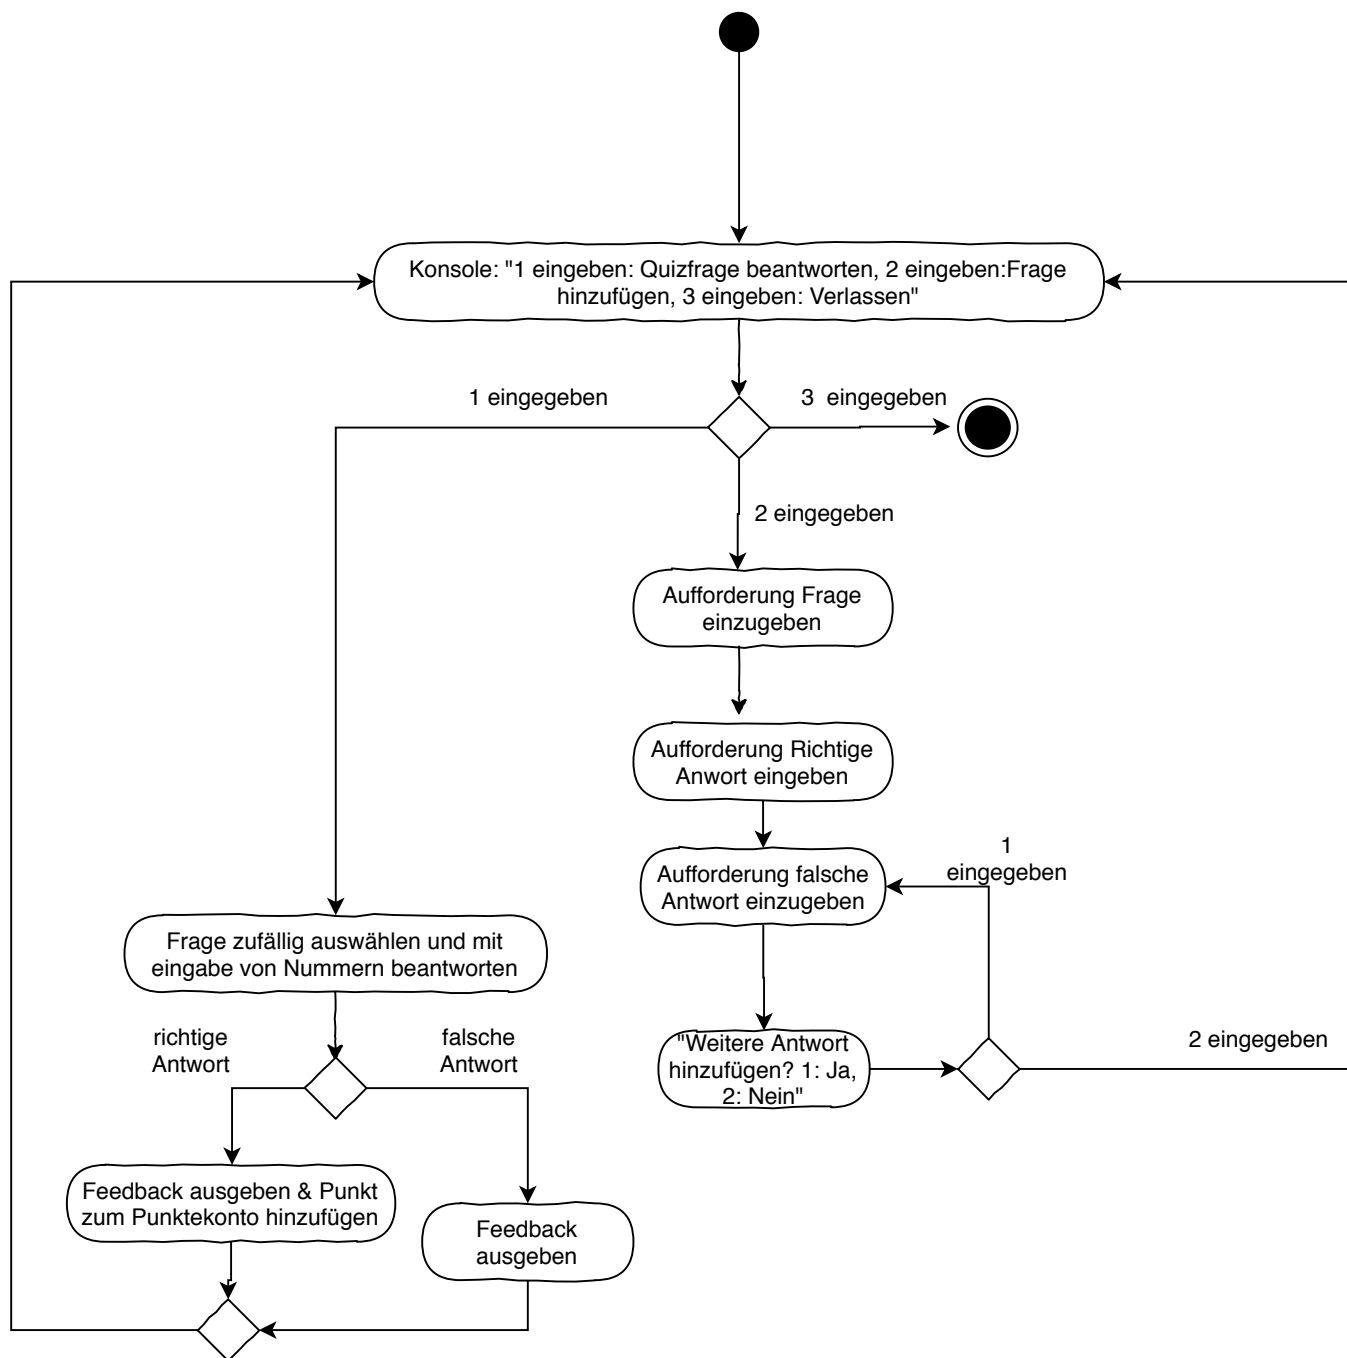 Konsole: "1 eingeben: Quizfrage beantworten, 2 eingeben:Frage
hinzufügen, 3 eingeben: Verlassen"
1 eingegeben
3  eingegeben
2 eingegeben
Aufforderung Frage
einzugeben
Aufforderung Richtige
Anwort eingeben
1
eingegeben
Aufforderung falsche
Antwort einzugeben
Frage zufällig auswählen und mit
eingabe von Nummern beantworten
richtige
Antwort
falsche
Antwort
"Weitere Antwort
hinzufügen? 1: Ja,
2: Nein"
2 eingegeben
Feedback ausgeben & Punkt
zum Punktekonto hinzufügen
Feedback
ausgeben